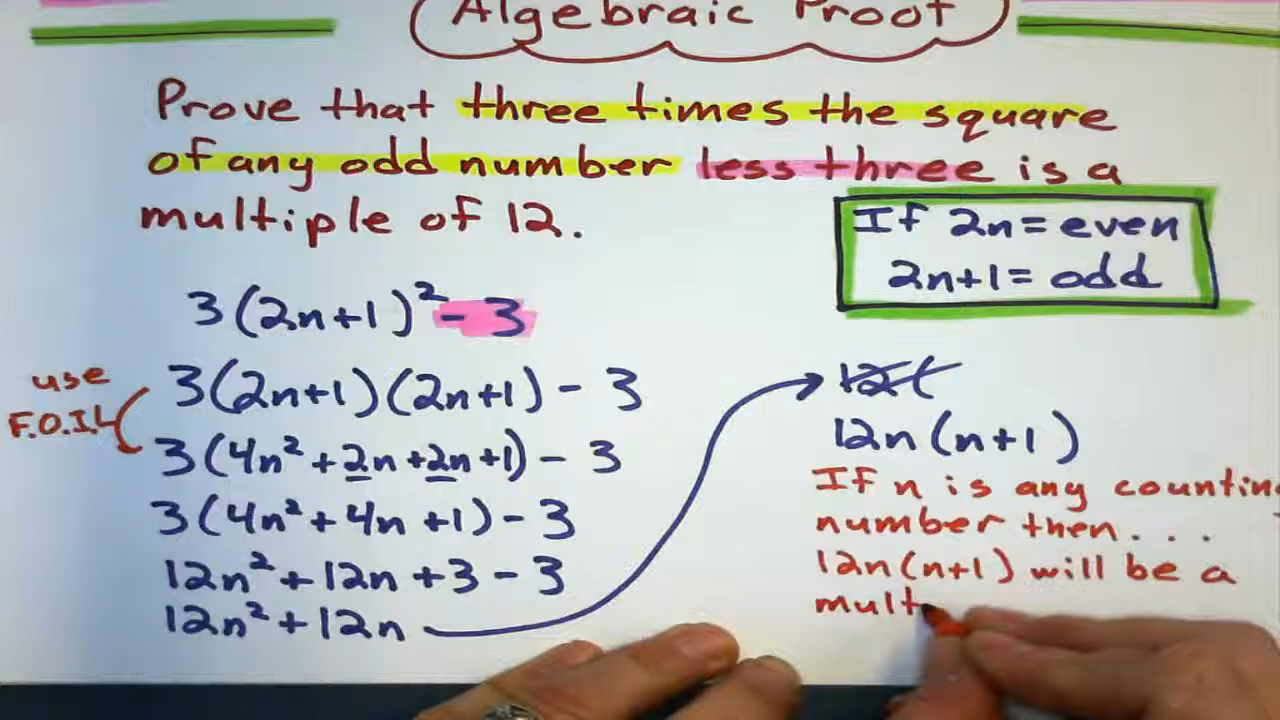 Algebraic Proof
Prove that three times the square
of any odd number less three is a
multiple of 12.
If 2n = even
2n+1 = odd
3(2n+1)² - 3
use
F.O.I.L
3(2n+1)(2n+1) - 3
3(4n² + 2n + 2n + 1) - 3
3(4n² + 4n + 1) - 3
12n² + 12n + 3 - 3
12n² + 12n
12(
12n(n+1)
If n is any countin
number then...
12n(n+1) will be a
mult